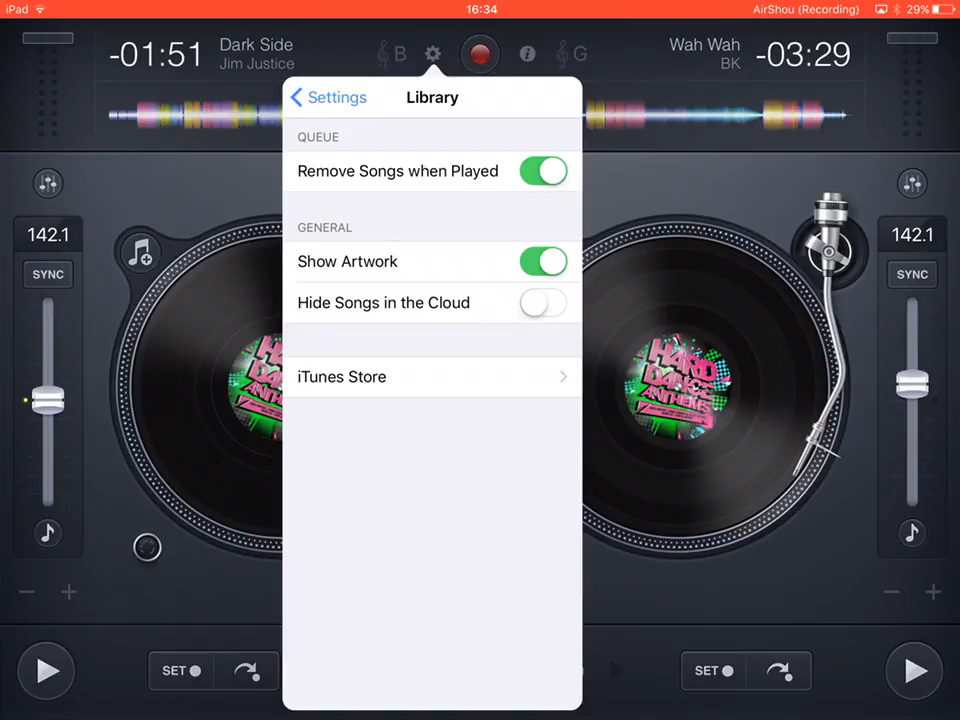 iPad 16:34 AirShou (Recording) 29%
-01:51 Dark Side B G Wah Wah -03:29
Jim Justice BK
Settings Library
QUEUE
Remove Songs when Played
GENERAL
142.1 142.1
Show Artwork
SYNC SYNC
Hide Songs in the Cloud
iTunes Store
HARD DANCE ANTHEMS
SET SET